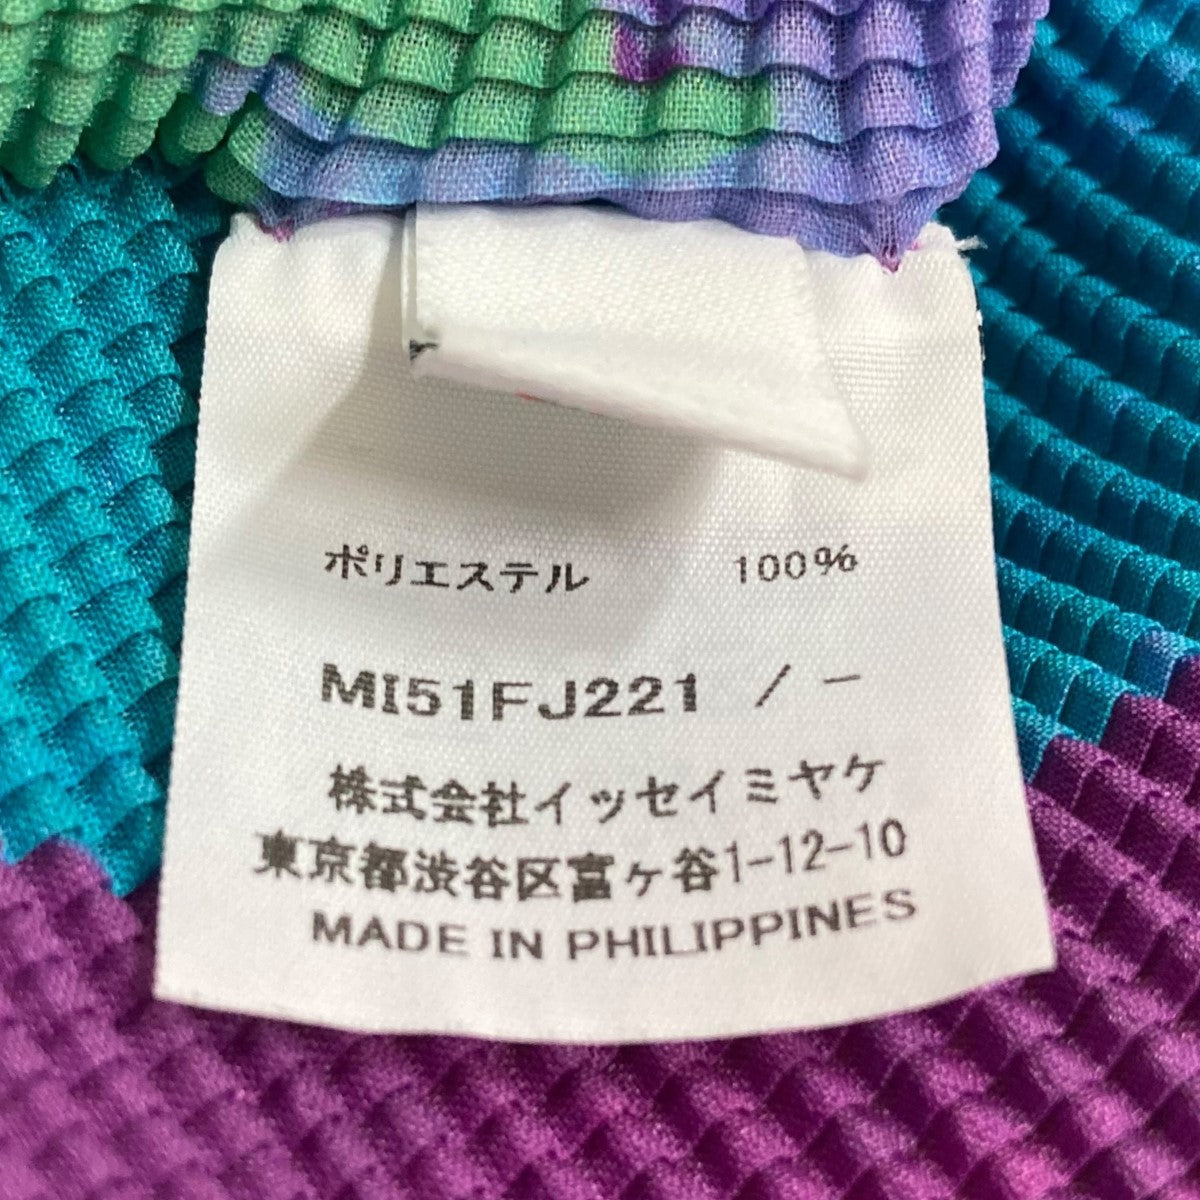 ポリエステル 100%
MI51FJ221 / -
株式会社イッセイミヤケ
東京都渋谷区富ヶ谷1-12-10
MADE IN PHILIPPINES